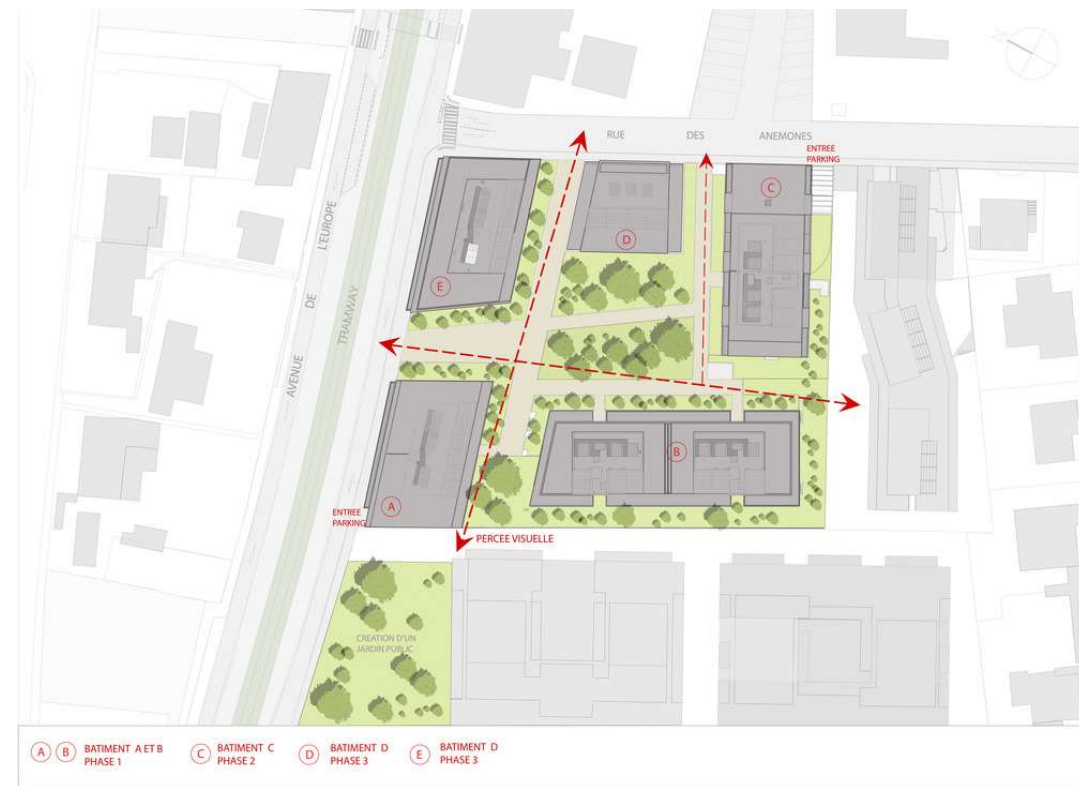 RUE DES ANEMONES
ENTREE
PARKING
C
D
L'EUROPE
DE
AVENUE
TRAMWAY
E
B
A
ENTREE
PARKING
PERCEE VISUELLE
CREATION D'UN
JARDIN PUBLIC
A B BATIMENT A ET B
PHASE 1
C BATIMENT C
PHASE 2
D BATIMENT D
PHASE 3
E BATIMENT D
PHASE 3